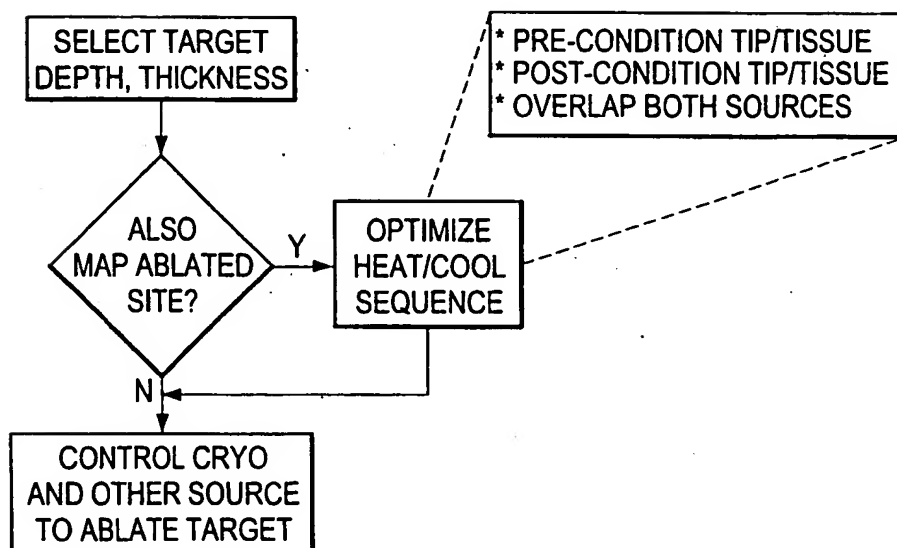 SELECT TARGET
DEPTH, THICKNESS
* PRE-CONDITION TIP/TISSUE
* POST-CONDITION TIP/TISSUE
* OVERLAP BOTH SOURCES
ALSO
MAP ABLATED
SITE?
Y
OPTIMIZE
HEAT/COOL
SEQUENCE
N
CONTROL CRYO
AND OTHER SOURCE
TO ABLATE TARGET